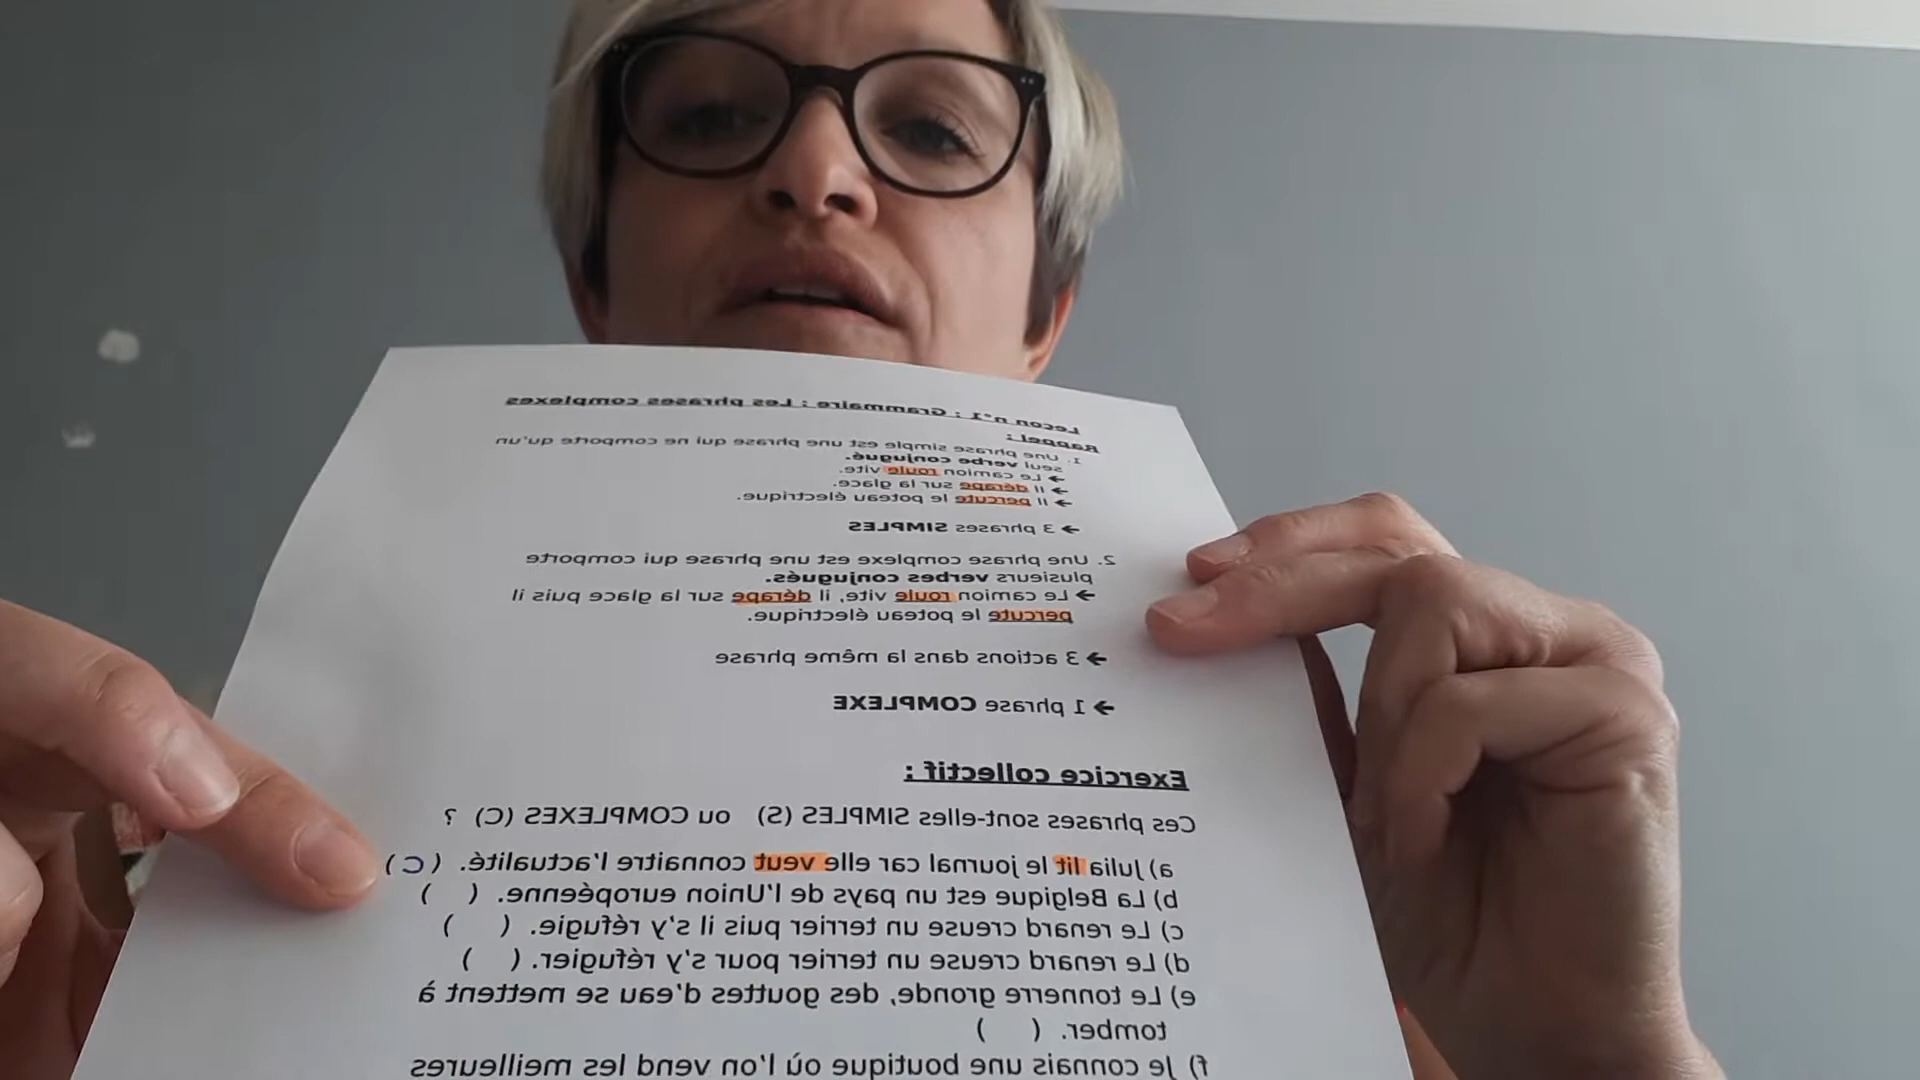 Leçon n°1 : Grammaire : Les phrases complexes
Rappel :
1. Une phrase simple est une phrase qui ne comporte qu'un
seul verbe conjugué.
→ Le camion roule vite.
→ Il dérape sur la glace.
→ Il percute le poteau électrique.
→ 3 phrases SIMPLES
2. Une phrase complexe est une phrase qui comporte
plusieurs verbes conjugués.
→ Le camion roule vite, il dérape sur la glace puis il
percute le poteau électrique.
→ 3 actions dans la même phrase
→ 1 phrase COMPLEXE
Exercice collectif :
Ces phrases sont-elles SIMPLES (S) ou COMPLEXES (C) ?
a) Julia lit le journal car elle veut connaitre l'actualité. ( C )
b) La Belgique est un pays de l'Union européenne. ( )
c) Le renard creuse un terrier puis il s'y réfugie. ( )
d) Le renard creuse un terrier pour s'y réfugier. ( )
e) Le tonnerre gronde, des gouttes d'eau se mettent à
tomber. ( )
f) Je connais une boutique où l'on vend les meilleures